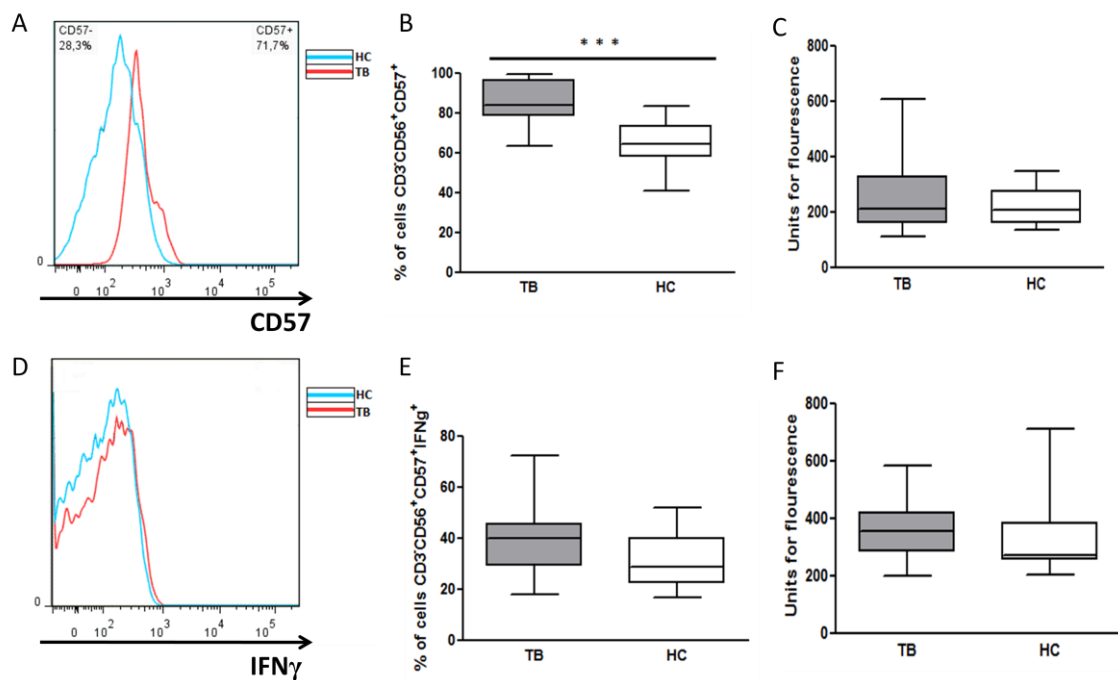 A
CD57-
28,3%
CD57+
71,7%
HC
TB
0
0 10² 10³ 10⁴ 10⁵
CD57
B
* * *
% of cells CD3⁻CD56⁺CD57⁺
100
80
60
40
20
0
TB HC
C
Units for flourescence
800
600
400
200
0
TB HC
D
HC
TB
0
0 10² 10³ 10⁴ 10⁵
IFNγ
E
% of cells CD3⁻CD56⁺CD57⁺IFNg⁺
80
60
40
20
0
TB HC
F
Units for flourescence
800
600
400
200
0
TB HC